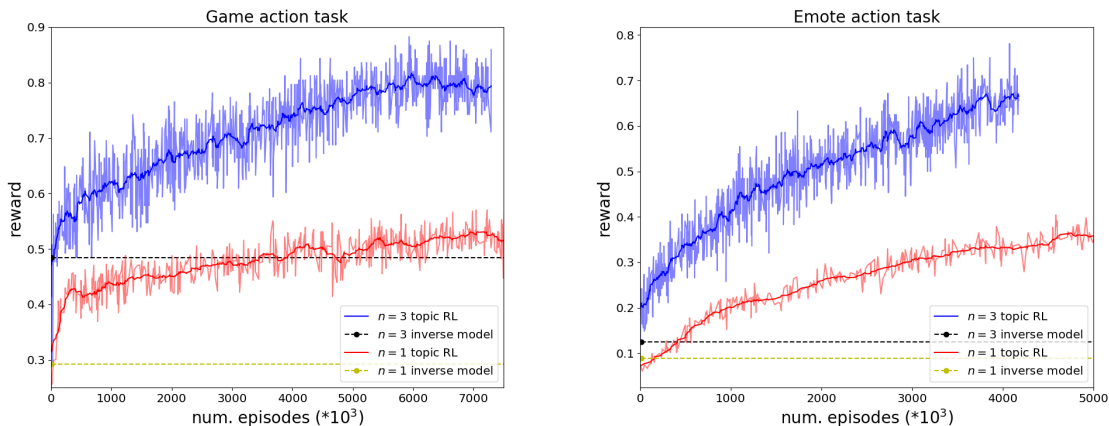 Game action task
0.9
0.8
0.7
0.6
0.5
0.4
0.3
reward
0 1000 2000 3000 4000 5000 6000 7000
num. episodes (*10³)
n = 3 topic RL
n = 3 inverse model
n = 1 topic RL
n = 1 inverse model
Emote action task
0.8
0.7
0.6
0.5
0.4
0.3
0.2
0.1
reward
0 1000 2000 3000 4000 5000
num. episodes (*10³)
n = 3 topic RL
n = 3 inverse model
n = 1 topic RL
n = 1 inverse model